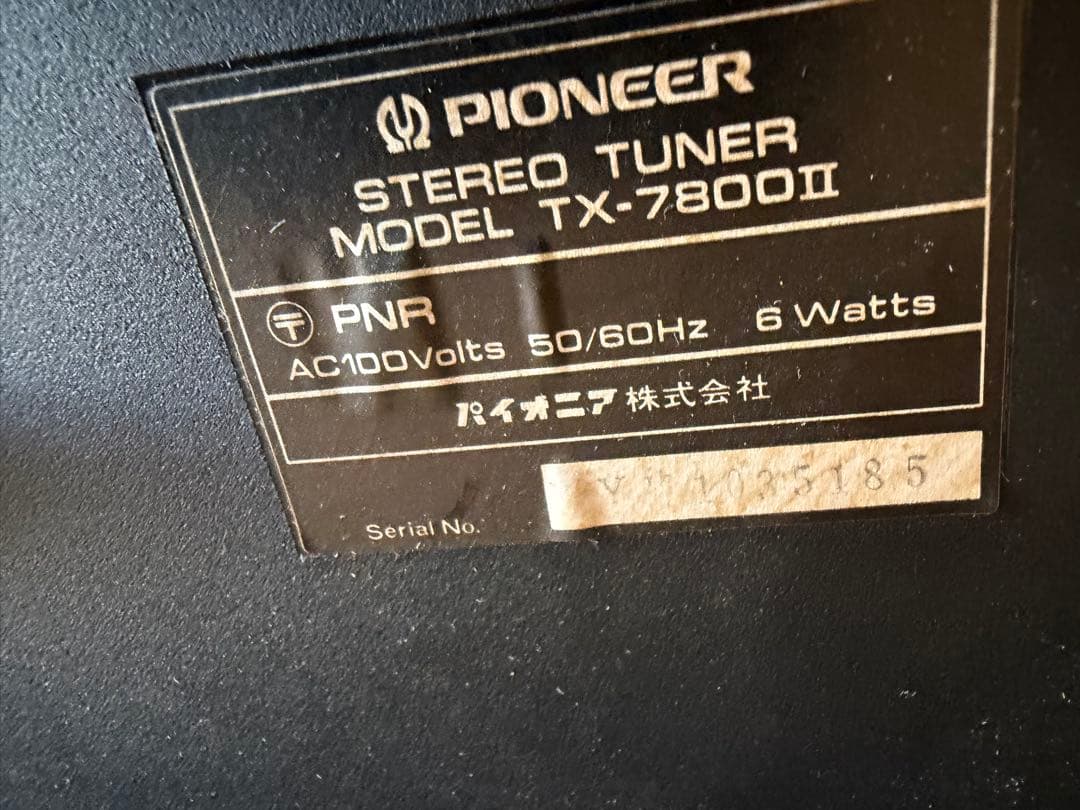 PIONEER
STEREO TUNER
MODEL TX-7800II
〒 PNR
AC100Volts 50/60Hz 6 Watts
パイオニア株式会社
Serial No.